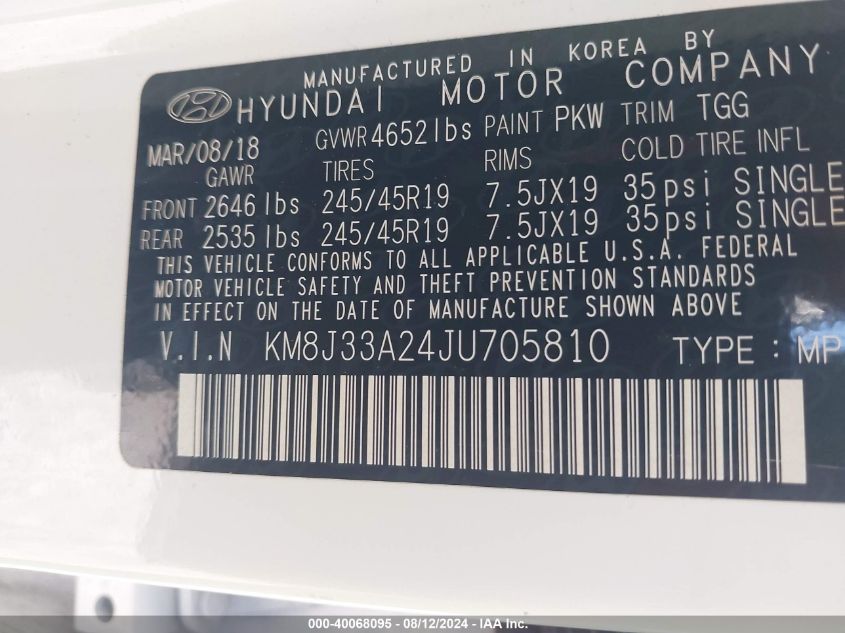 MANUFACTURED IN KOREA BY
HYUNDAI MOTOR COMPANY
MAR/08/18 GVWR 4652 lbs PAINT PKW TRIM TGG
GAWR TIRES RIMS COLD TIRE INFL
FRONT 2646 lbs 245/45R19 7.5JX19 35psi SINGLE
REAR 2535 lbs 245/45R19 7.5JX19 35psi SINGLE
THIS VEHICLE CONFORMS TO ALL APPLICABLE U.S.A. FEDERAL
MOTOR VEHICLE SAFETY AND THEFT PREVENTION STANDARDS
IN EFFECT ON THE DATE OF MANUFACTURE SHOWN ABOVE
V.I.N KM8J33A24JU705810 TYPE : MP
000-40068095 - 08/12/2024 - IAA Inc.